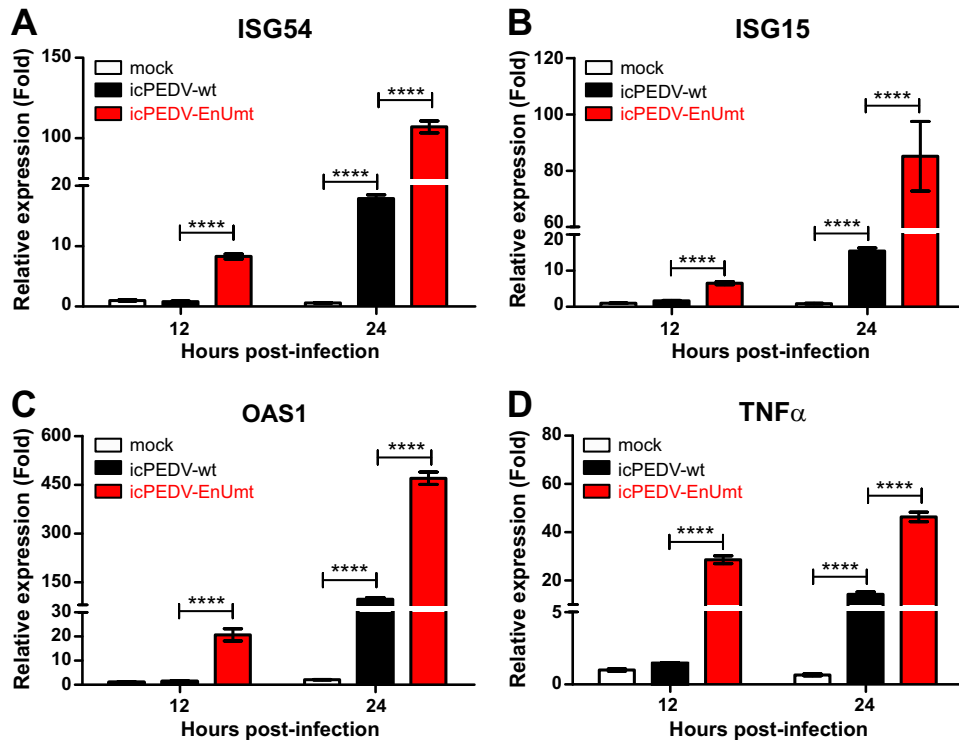 A
ISG54
Relative expression (Fold)
150
100
20
10
0
mock
icPEDV-wt
icPEDV-EnUmt
****
****
****
12
24
Hours post-infection
B
ISG15
Relative expression (Fold)
120
100
80
60
20
10
0
mock
icPEDV-wt
icPEDV-EnUmt
****
****
****
12
24
Hours post-infection
C
OAS1
Relative expression (Fold)
600
450
300
150
30
20
10
0
mock
icPEDV-wt
icPEDV-EnUmt
****
****
****
12
24
Hours post-infection
D
TNFα
Relative expression (Fold)
80
60
40
20
5
0
mock
icPEDV-wt
icPEDV-EnUmt
****
****
****
12
24
Hours post-infection